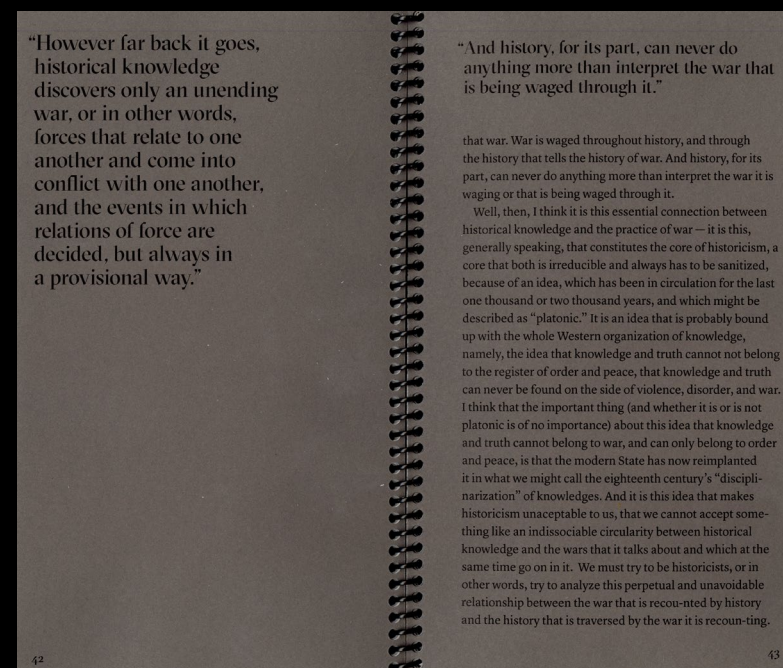 “However far back it goes,
historical knowledge
discovers only an unending
war, or in other words,
forces that relate to one
another and come into
conflict with one another,
and the events in which
relations of force are
decided, but always in
a provisional way.”
42
“And history, for its part, can never do
anything more than interpret the war that
is being waged through it.”
that war. War is waged throughout history, and through
the history that tells the history of war. And history, for its
part, can never do anything more than interpret the war it is
waging or that is being waged through it.
Well, then, I think it is this essential connection between
historical knowledge and the practice of war — it is this,
generally speaking, that constitutes the core of historicism, a
core that both is irreducible and always has to be sanitized,
because of an idea, which has been in circulation for the last
one thousand or two thousand years, and which might be
described as “platonic.” It is an idea that is probably bound
up with the whole Western organization of knowledge,
namely, the idea that knowledge and truth cannot not belong
to the register of order and peace, that knowledge and truth
can never be found on the side of violence, disorder, and war.
I think that the important thing (and whether it is or is not
platonic is of no importance) about this idea that knowledge
and truth cannot belong to war, and can only belong to order
and peace, is that the modern State has now reimplanted
it in what we might call the eighteenth century’s “discipli-
narization” of knowledges. And it is this idea that makes
historicism unaceptable to us, that we cannot accept some-
thing like an indissociable circularity between historical
knowledge and the wars that it talks about and which at the
same time go on in it. We must try to be historicists, or in
other words, try to analyze this perpetual and unavoidable
relationship between the war that is recou-nted by history
and the history that is traversed by the war it is recoun-ting.
43